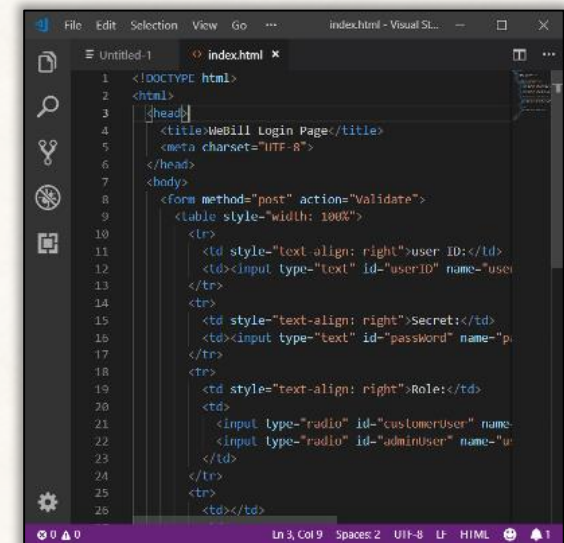 File Edit Selection View Go ··· index.html - Visual St...
Untitled-1 index.html
1 <!DOCTYPE html>
2 <html>
3 <head>
4 <title>WeBill Login Page</title>
5 <meta charset="UTF-8">
6 </head>
7 <body>
8 <form method="post" action="Validate">
9 <table style="width: 100%">
10 <tr>
11 <td style="text-align: right">user ID:</td>
12 <td><input type="text" id="userID" name="user
13 </tr>
14 <tr>
15 <td style="text-align: right">Secret:</td>
16 <td><input type="text" id="passWord" name="p
17 </tr>
18 <tr>
19 <td style="text-align: right">Role:</td>
20 <td>
21 <input type="radio" id="customerUser" name
22 <input type="radio" id="adminUser" name="u
23 </td>
24 </tr>
25 <tr>
26 <td></td>
0 0 Ln 3, Col 9 Spaces: 2 UTF-8 LF HTML 1